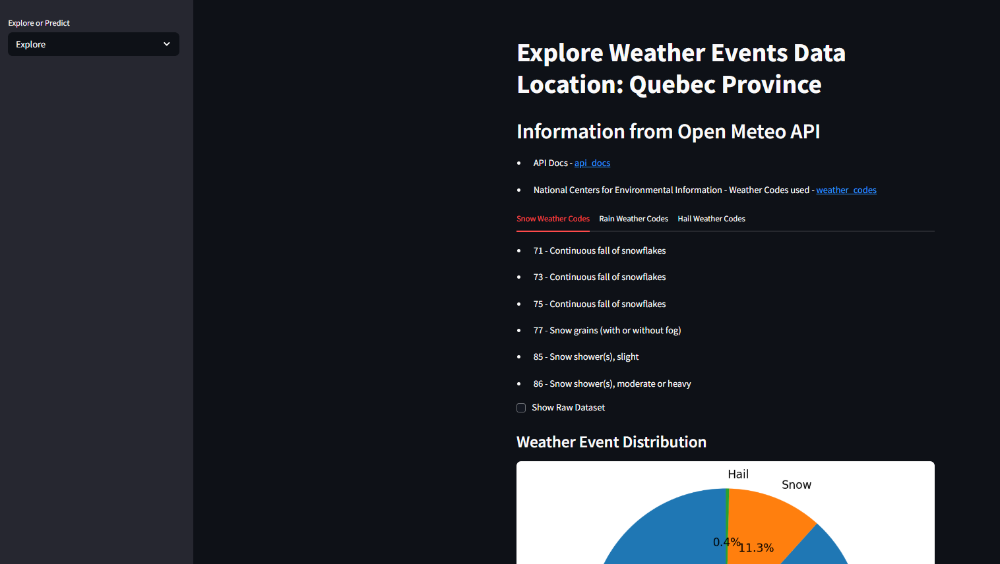 Explore or Predict
Explore
Explore Weather Events Data
Location: Quebec Province
Information from Open Meteo API
• API Docs - api_docs
• National Centers for Environmental Information - Weather Codes used - weather_codes
Snow Weather Codes Rain Weather Codes Hail Weather Codes
• 71 - Continuous fall of snowflakes
• 73 - Continuous fall of snowflakes
• 75 - Continuous fall of snowflakes
• 77 - Snow grains (with or without fog)
• 85 - Snow shower(s), slight
• 86 - Snow shower(s), moderate or heavy
Show Raw Dataset
Weather Event Distribution
Hail
Snow
0.4%
11.3%